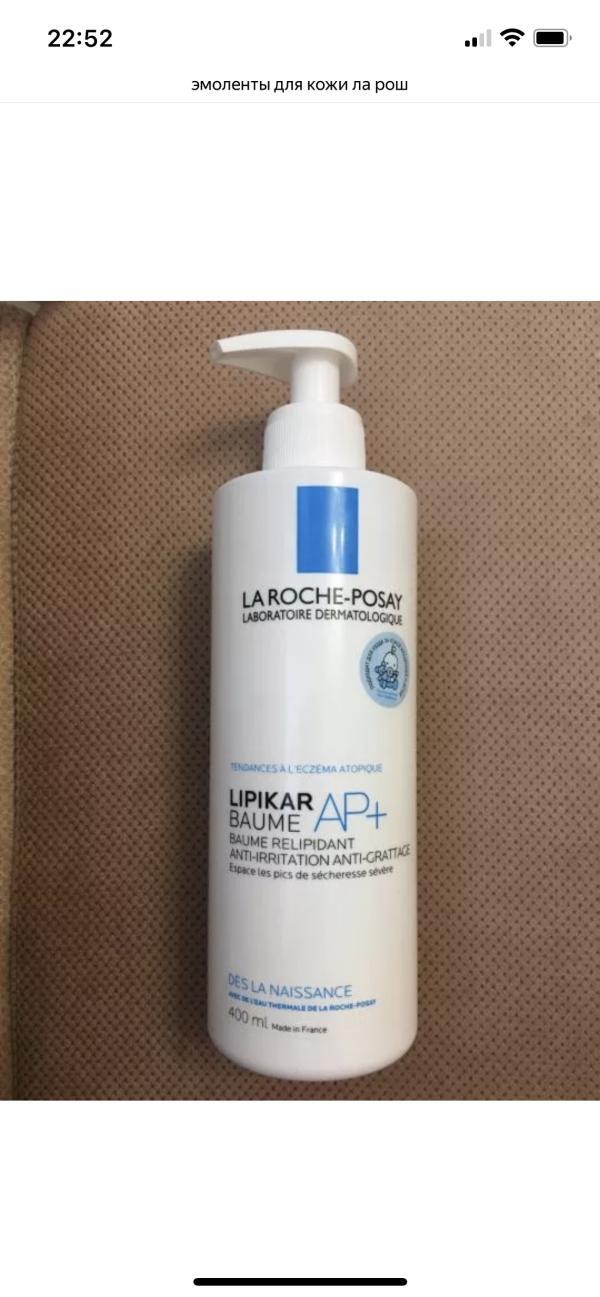 22:52
эмоленты для кожи ла рош
LA ROCHE-POSAY
LABORATOIRE DERMATOLOGIQUE
TENDANCES À L'ECZÉMA ATOPIQUE
LIPIKAR
BAUME AP+
BAUME RELIPIDANT
ANTI-IRRITATION ANTI-GRATTAGE
Espace les pics de sécheresse sévère
DÈS LA NAISSANCE
AVEC DE L'EAU THERMALE DE LA ROCHE-POSAY
400 ml Made in France